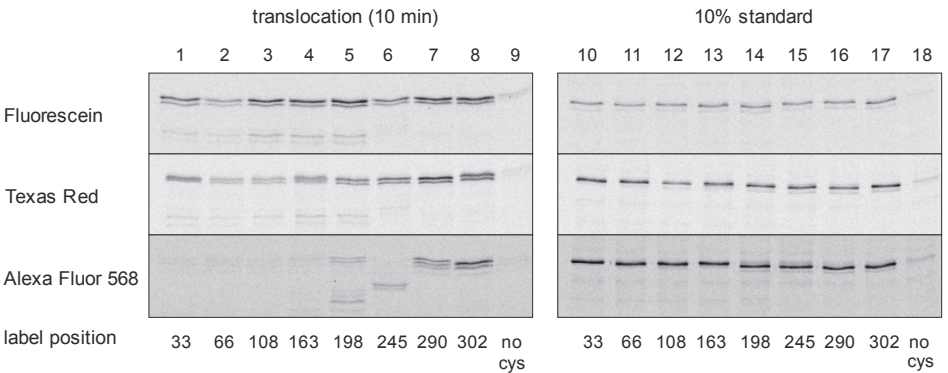 translocation (10 min) 10% standard
1 2 3 4 5 6 7 8 9 10 11 12 13 14 15 16 17 18
Fluorescein
Texas Red
Alexa Fluor 568
label position 33 66 108 163 198 245 290 302 no cys 33 66 108 163 198 245 290 302 no cys